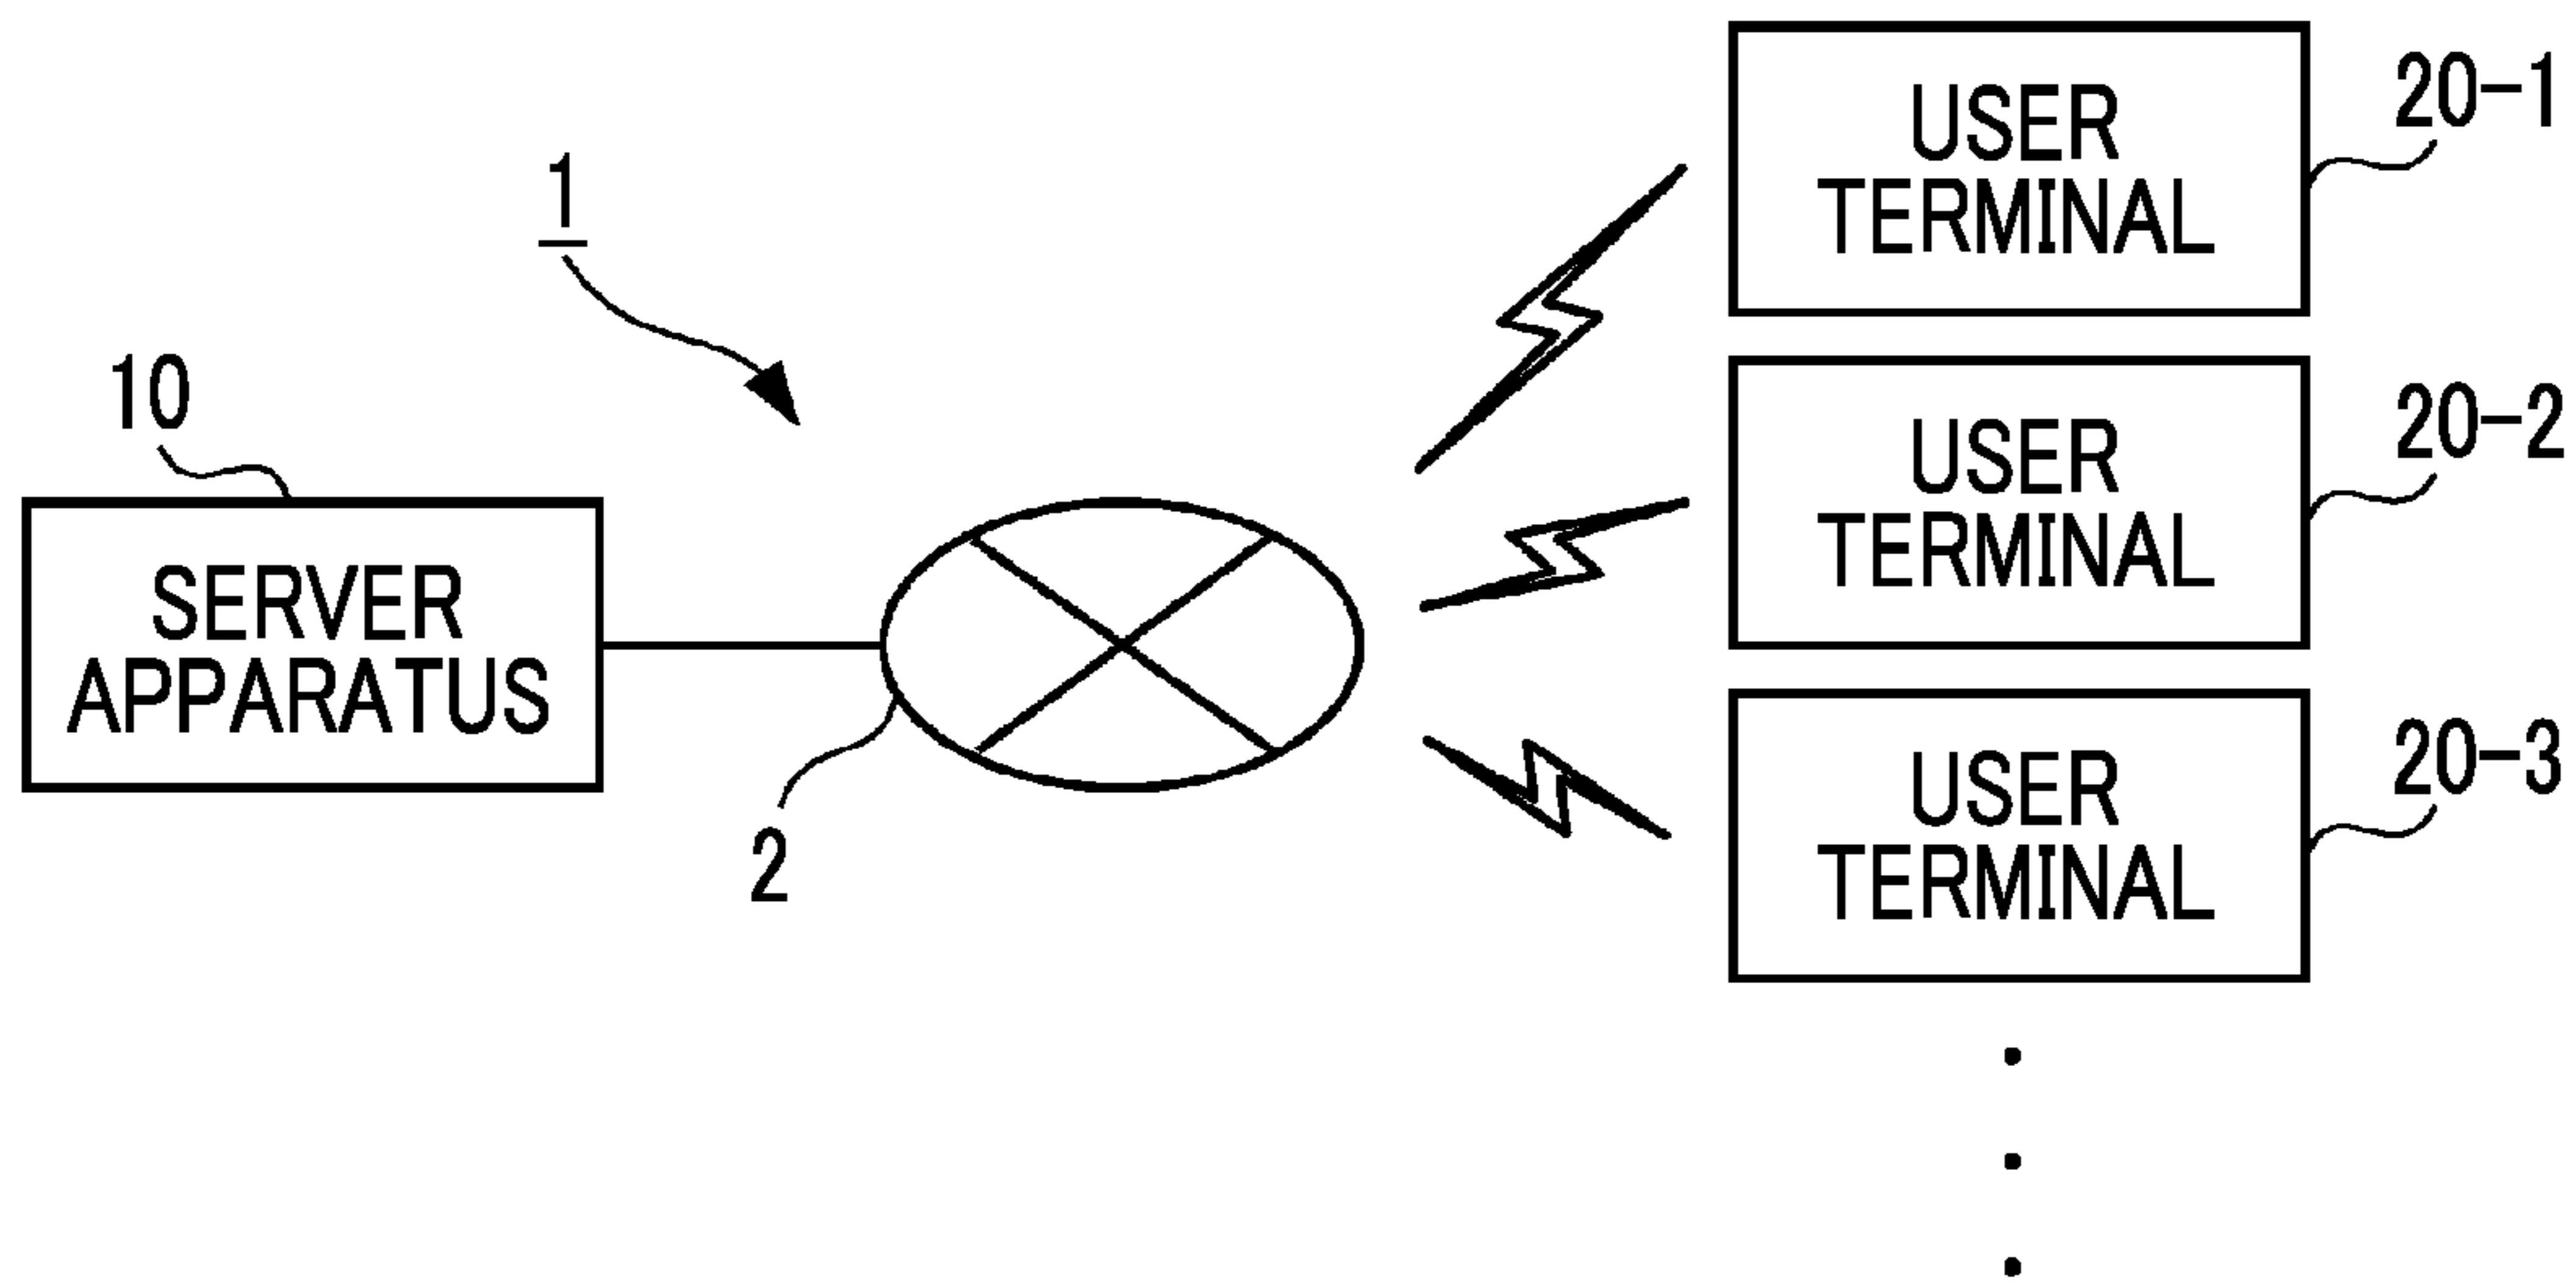 1
10
SERVER
APPARATUS
2
USER
TERMINAL
20-1
USER
TERMINAL
20-2
USER
TERMINAL
20-3